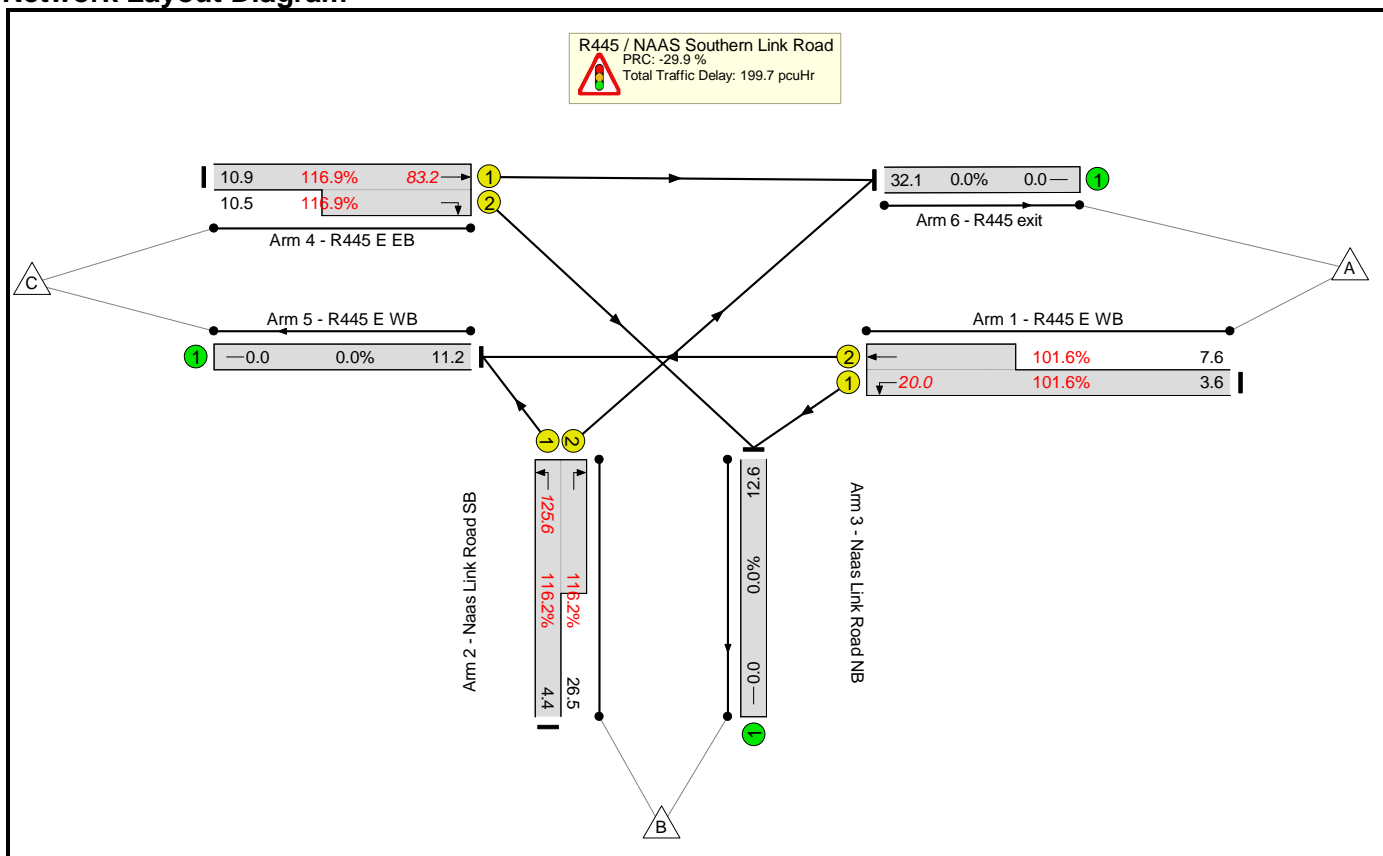 Network Layout Diagram
R445 / NAAS Southern Link Road
PRC: -29.9 %
Total Traffic Delay: 199.7 pcuHr
10.9 116.9% 83.2 1
10.5 116.9% 2
Arm 4 - R445 E EB
32.1 0.0% 0.0 1
Arm 6 - R445 exit
C
A
Arm 5 - R445 E WB
1 0.0 0.0% 11.2
Arm 1 - R445 E WB
2 101.6% 7.6
1 20.0 101.6% 3.6
Arm 2 - Naas Link Road SB
1 125.6 116.2% 4.4
2 116.2% 26.5
12.6 0.0% 0.0 1
Arm 3 - Naas Link Road NB
B